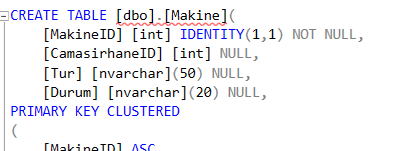 CREATE TABLE [dbo].[Makine](
[MakineID] [int] IDENTITY(1,1) NOT NULL,
[CamasirhaneID] [int] NULL,
[Tur] [nvarchar](50) NULL,
[Durum] [nvarchar](20) NULL,
PRIMARY KEY CLUSTERED
(
[MakineID] ASC